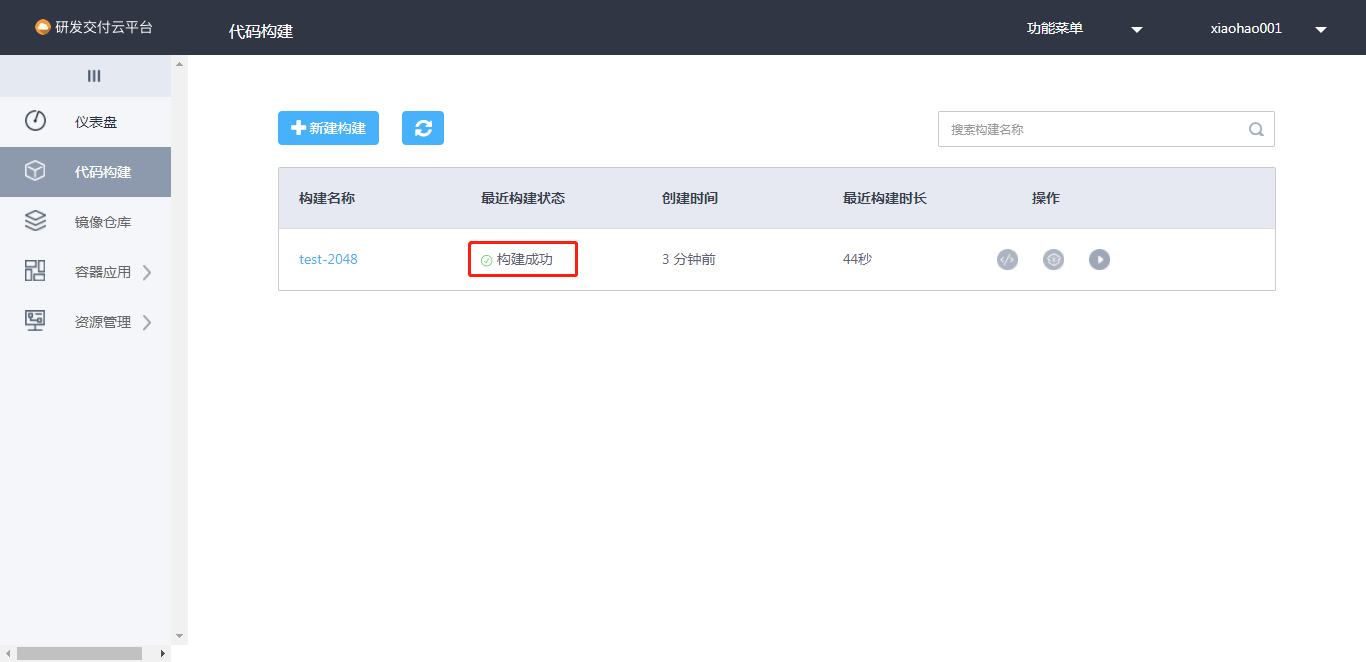 研发交付云平台
代码构建
功能菜单
xiaohao001
仪表盘
代码构建
镜像仓库
容器应用
资源管理
新建构建
搜索构建名称
构建名称 最近构建状态 创建时间 最近构建时长 操作
test-2048 构建成功 3 分钟前 44秒